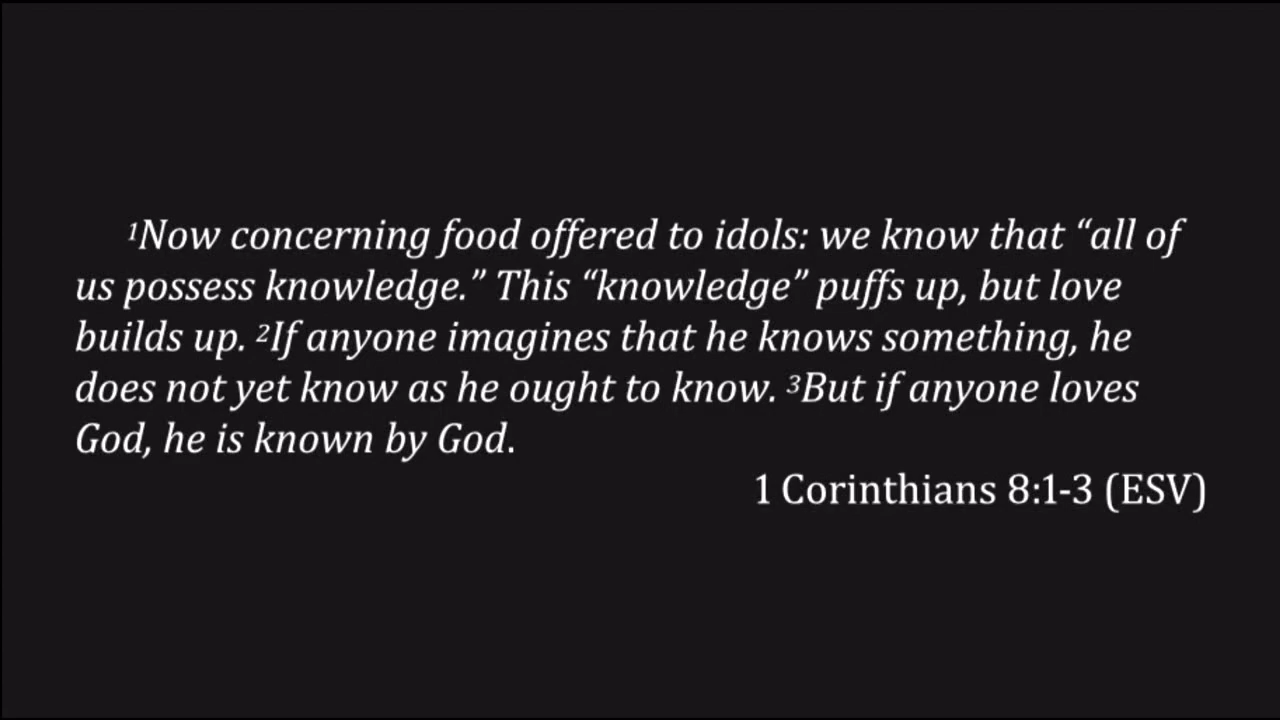 ¹Now concerning food offered to idols: we know that “all of
us possess knowledge.” This “knowledge” puffs up, but love
builds up. ²If anyone imagines that he knows something, he
does not yet know as he ought to know. ³But if anyone loves
God, he is known by God.
1 Corinthians 8:1-3 (ESV)